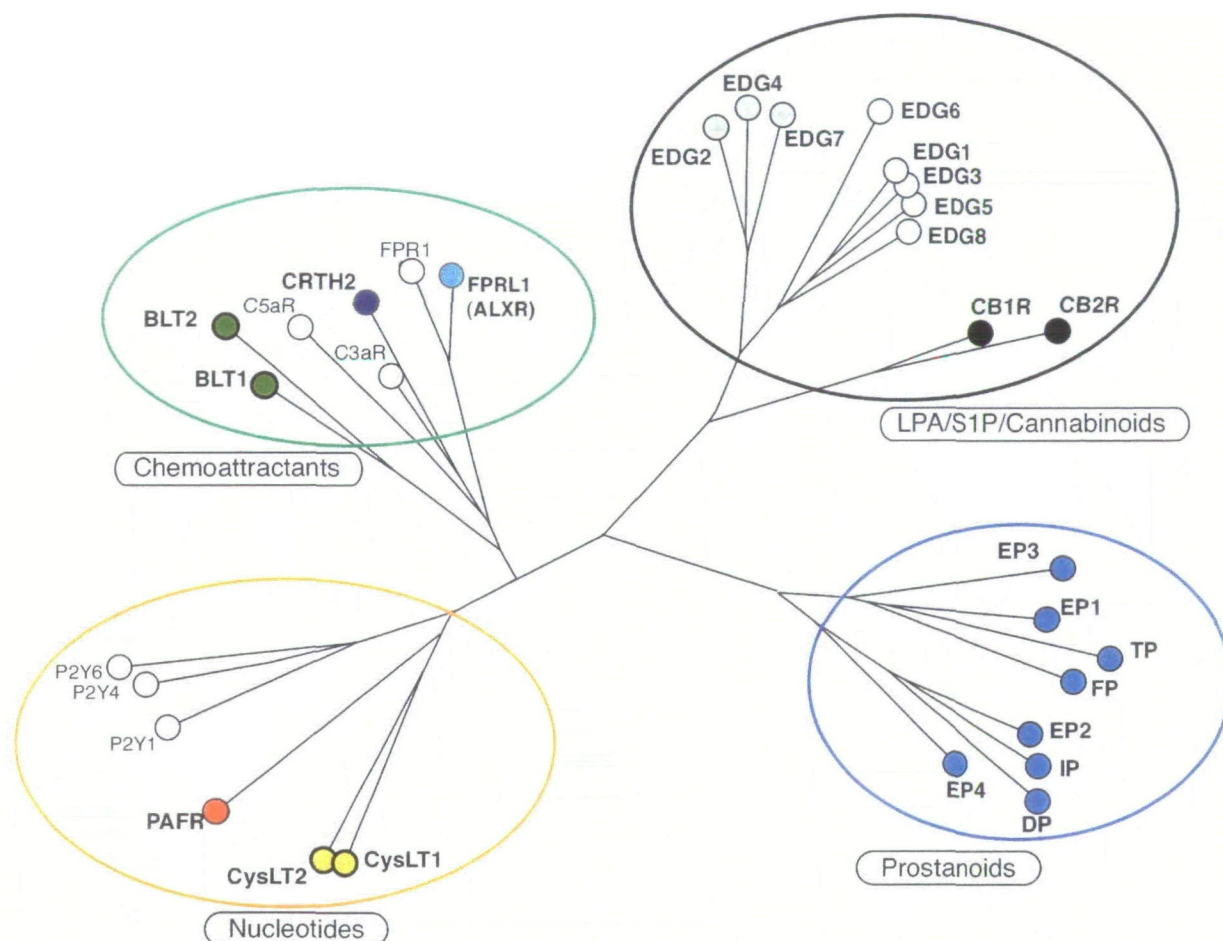 EDG4
EDG6
EDG2
EDG7
EDG1
EDG3
EDG5
EDG8
CB1R
CB2R
LPA/S1P/Cannabinoids
FPR1
CRTH2
FPRL1
(ALXR)
C5aR
BLT2
C3aR
BLT1
Chemoattractants
EP3
EP1
TP
FP
EP2
IP
EP4
DP
Prostanoids
P2Y6
P2Y4
P2Y1
PAFR
CysLT2
CysLT1
Nucleotides